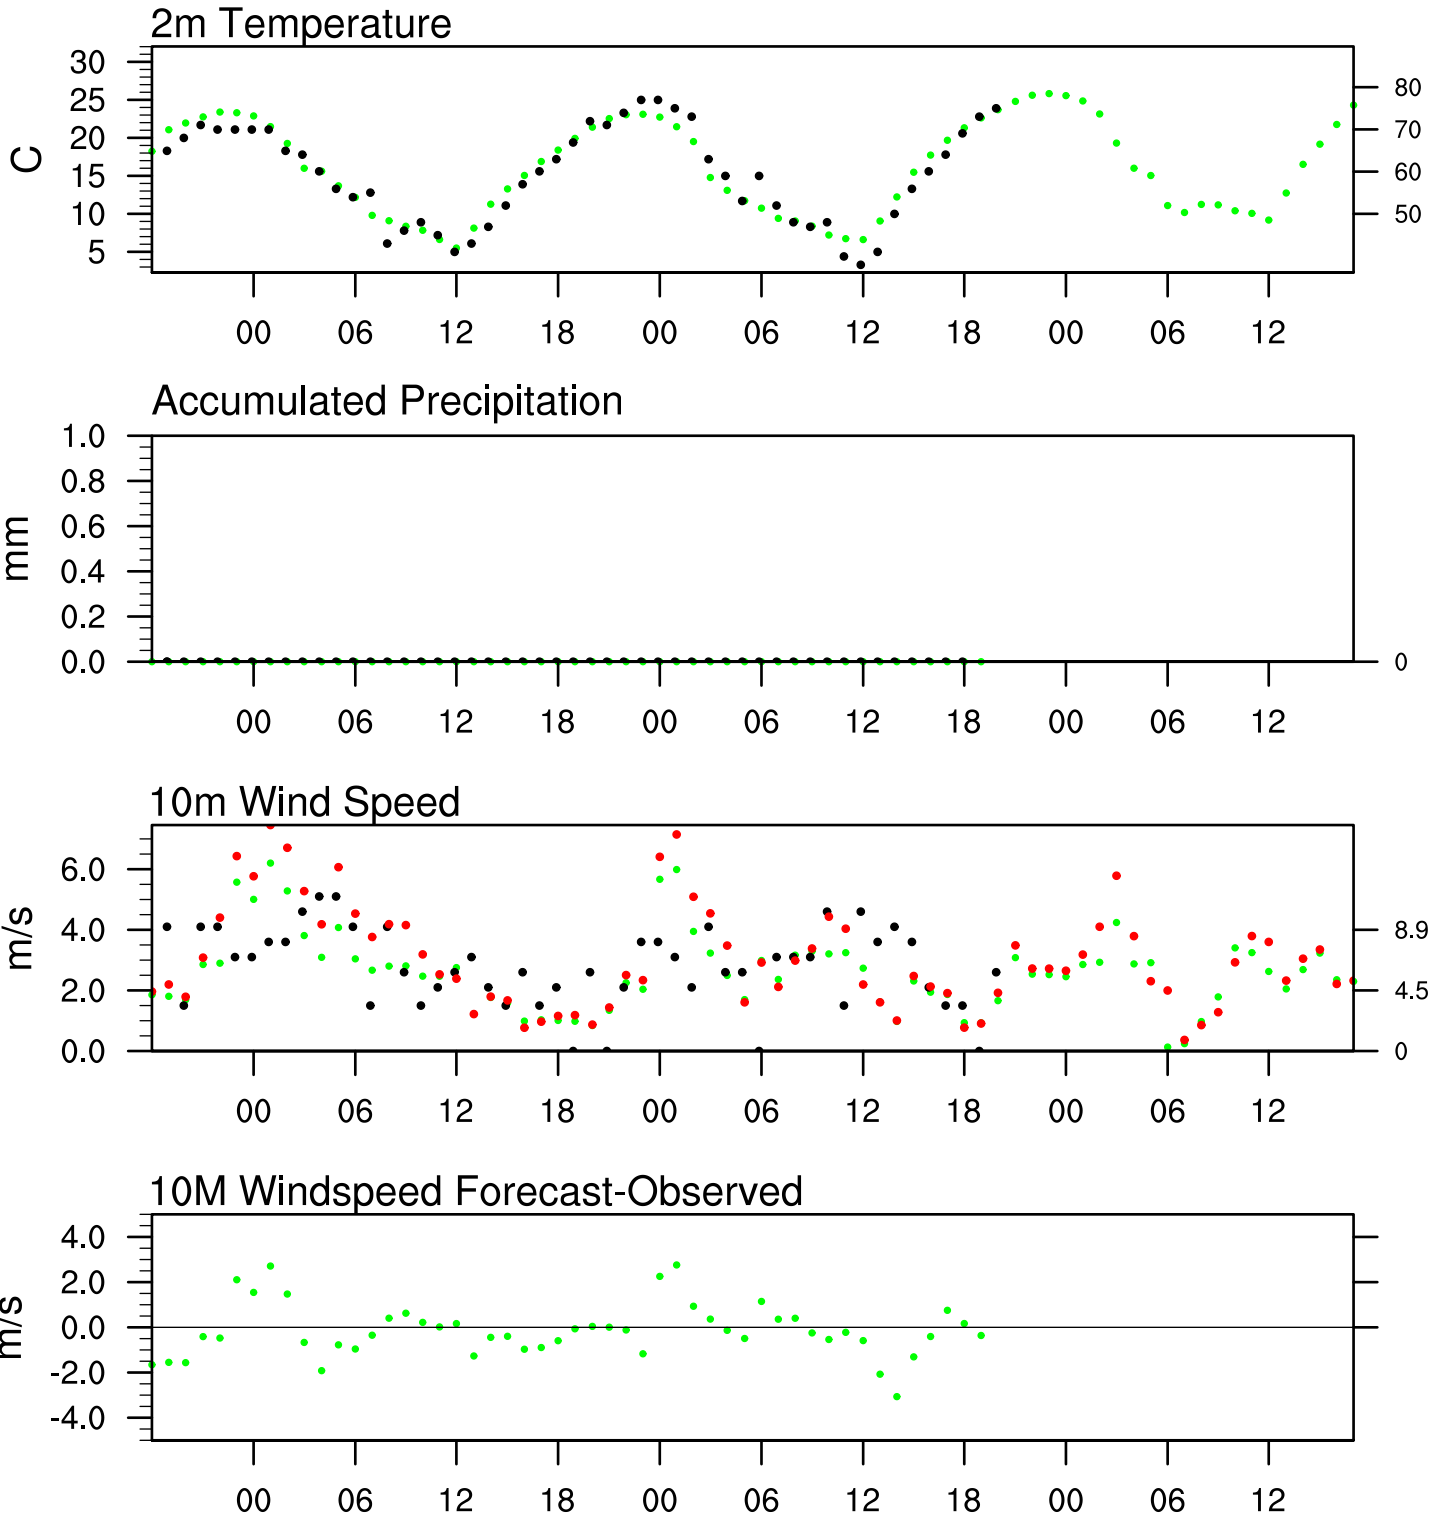 2m Temperature
30
25
20
15
10
5
C
80
70
60
50
00 06 12 18 00 06 12 18 00 06 12
Accumulated Precipitation
1.0
0.8
0.6
0.4
0.2
0.0
mm
0
00 06 12 18 00 06 12 18 00 06 12
10m Wind Speed
6.0
4.0
2.0
0.0
m/s
8.9
4.5
0
00 06 12 18 00 06 12 18 00 06 12
10M Windspeed Forecast-Observed
4.0
2.0
0.0
-2.0
-4.0
m/s
00 06 12 18 00 06 12 18 00 06 12